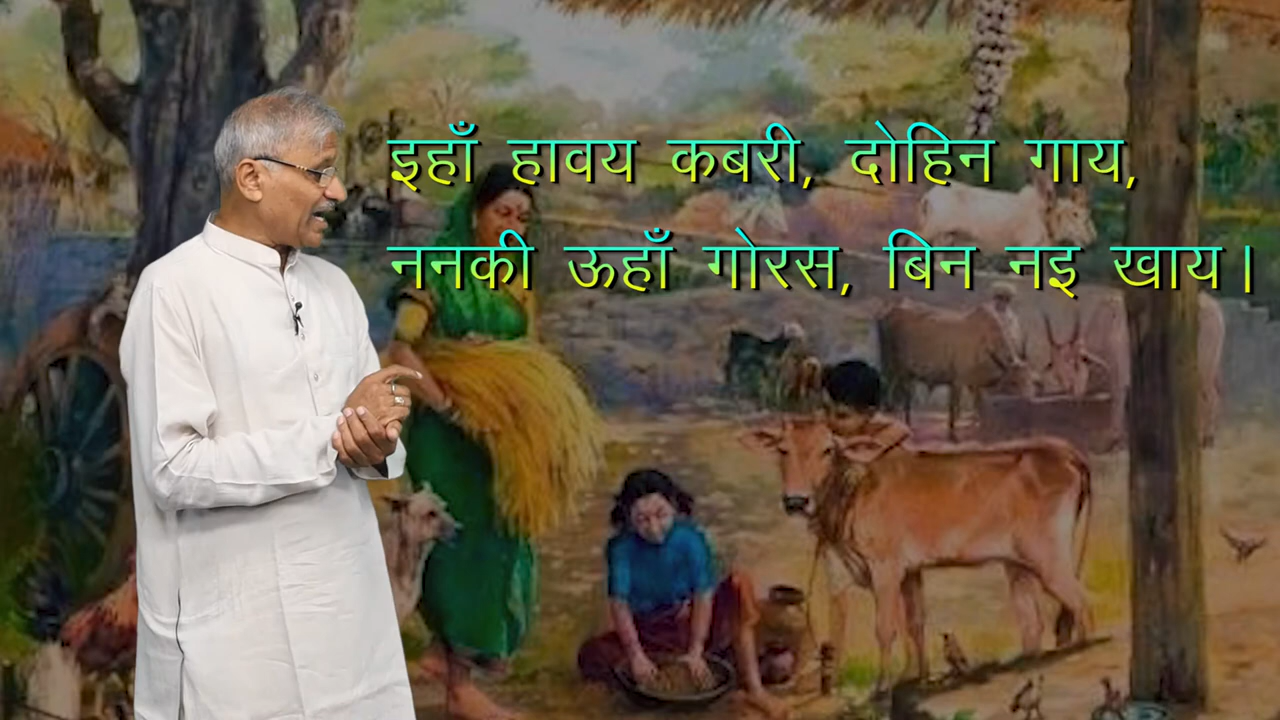 इहाँ हावय कबरी, दोहिन गाय,
ननकी ऊहाँ गोरस, बिन नइ खाय।